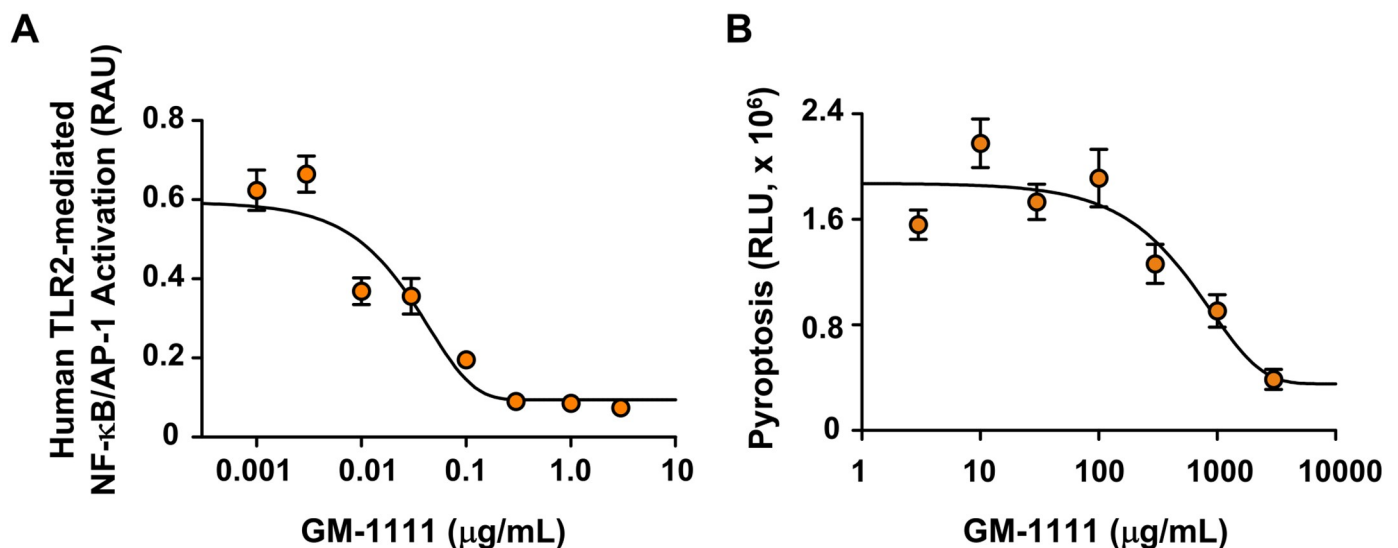 A
Human TLR2-mediated
NF-κB/AP-1 Activation (RAU)
0.8
0.6
0.4
0.2
0
0.001 0.01 0.1 0.3 1.0 10
GM-1111 (μg/mL)
B
Pyroptosis (RLU, x 10⁶)
2.4
1.6
0.8
0
1 10 100 1000 10000
GM-1111 (μg/mL)